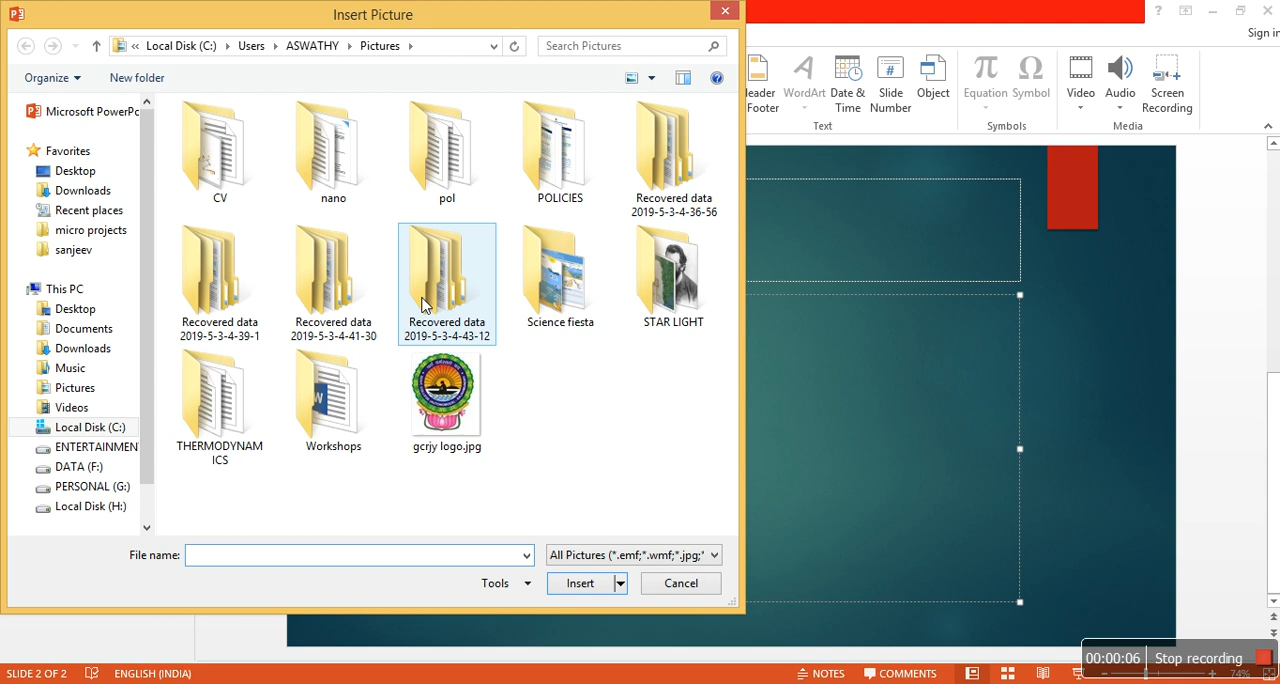 Insert Picture
Local Disk (C:) Users ASWATHY Pictures
Search Pictures
Organize
New folder
Microsoft PowerPo
Favorites
Desktop
Downloads
Recent places
micro projects
sanjeev
This PC
Desktop
Documents
Downloads
Music
Pictures
Videos
Local Disk (C:)
ENTERTAINMEN
DATA (F:)
PERSONAL (G:)
Local Disk (H:)
CV
nano
pol
POLICIES
Recovered data
2019-5-3-4-36-56
Recovered data
2019-5-3-4-39-1
Recovered data
2019-5-3-4-41-30
Recovered data
2019-5-3-4-43-12
Science fiesta
STAR LIGHT
THERMODYNAM
ICS
Workshops
gcrjy logo.jpg
File name:
All Pictures (*.emf;*.wmf;*.jpg;*
Tools
Insert
Cancel
Sign in
eader
Footer
WordArt
Date &
Time
Slide
Number
Object
Text
Equation
Symbol
Symbols
Video
Audio
Screen
Recording
Media
00:00:06
Stop recording
SLIDE 2 OF 2
ENGLISH (INDIA)
NOTES
COMMENTS
74%